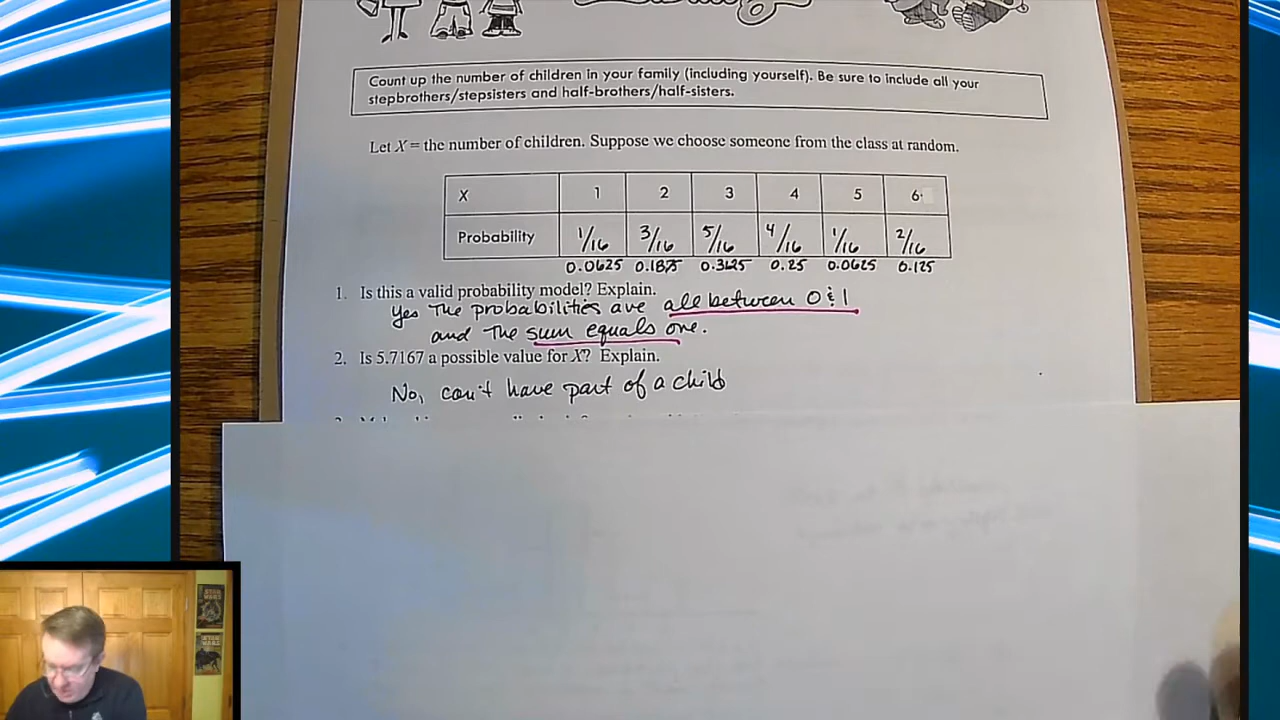 Count up the number of children in your family (including yourself). Be sure to include all your
stepbrothers/stepsisters and half-brothers/half-sisters.
Let X = the number of children. Suppose we choose someone from the class at random.
X 1 2 3 4 5 6
Probability 1/16 3/16 5/16 4/16 1/16 2/16
0.0625 0.1875 0.3125 0.25 0.0625 0.125
1. Is this a valid probability model? Explain.
Yes The probabilities are all between 0 & 1
and the sum equals one.
2. Is 5.7167 a possible value for X? Explain.
No, can't have part of a child
STAR WARS
STAR WARS